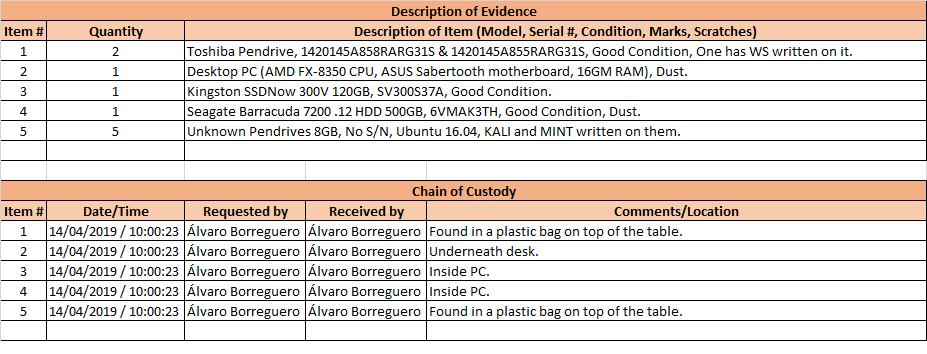 Description of Evidence
Item # Quantity Description of Item (Model, Serial #, Condition, Marks, Scratches)
1 2 Toshiba Pendrive, 1420145A858RARG31S & 1420145A855RARG31S, Good Condition, One has WS written on it.
2 1 Desktop PC (AMD FX-8350 CPU, ASUS Sabertooth motherboard, 16GM RAM), Dust.
3 1 Kingston SSDNow 300V 120GB, SV300S37A, Good Condition.
4 1 Seagate Barracuda 7200 .12 HDD 500GB, 6VMAK3TH, Good Condition, Dust.
5 5 Unknown Pendrives 8GB, No S/N, Ubuntu 16.04, KALI and MINT written on them.
Chain of Custody
Item # Date/Time Requested by Received by Comments/Location
1 14/04/2019 / 10:00:23 Álvaro Borreguero Álvaro Borreguero Found in a plastic bag on top of the table.
2 14/04/2019 / 10:00:23 Álvaro Borreguero Álvaro Borreguero Underneath desk.
3 14/04/2019 / 10:00:23 Álvaro Borreguero Álvaro Borreguero Inside PC.
4 14/04/2019 / 10:00:23 Álvaro Borreguero Álvaro Borreguero Inside PC.
5 14/04/2019 / 10:00:23 Álvaro Borreguero Álvaro Borreguero Found in a plastic bag on top of the table.